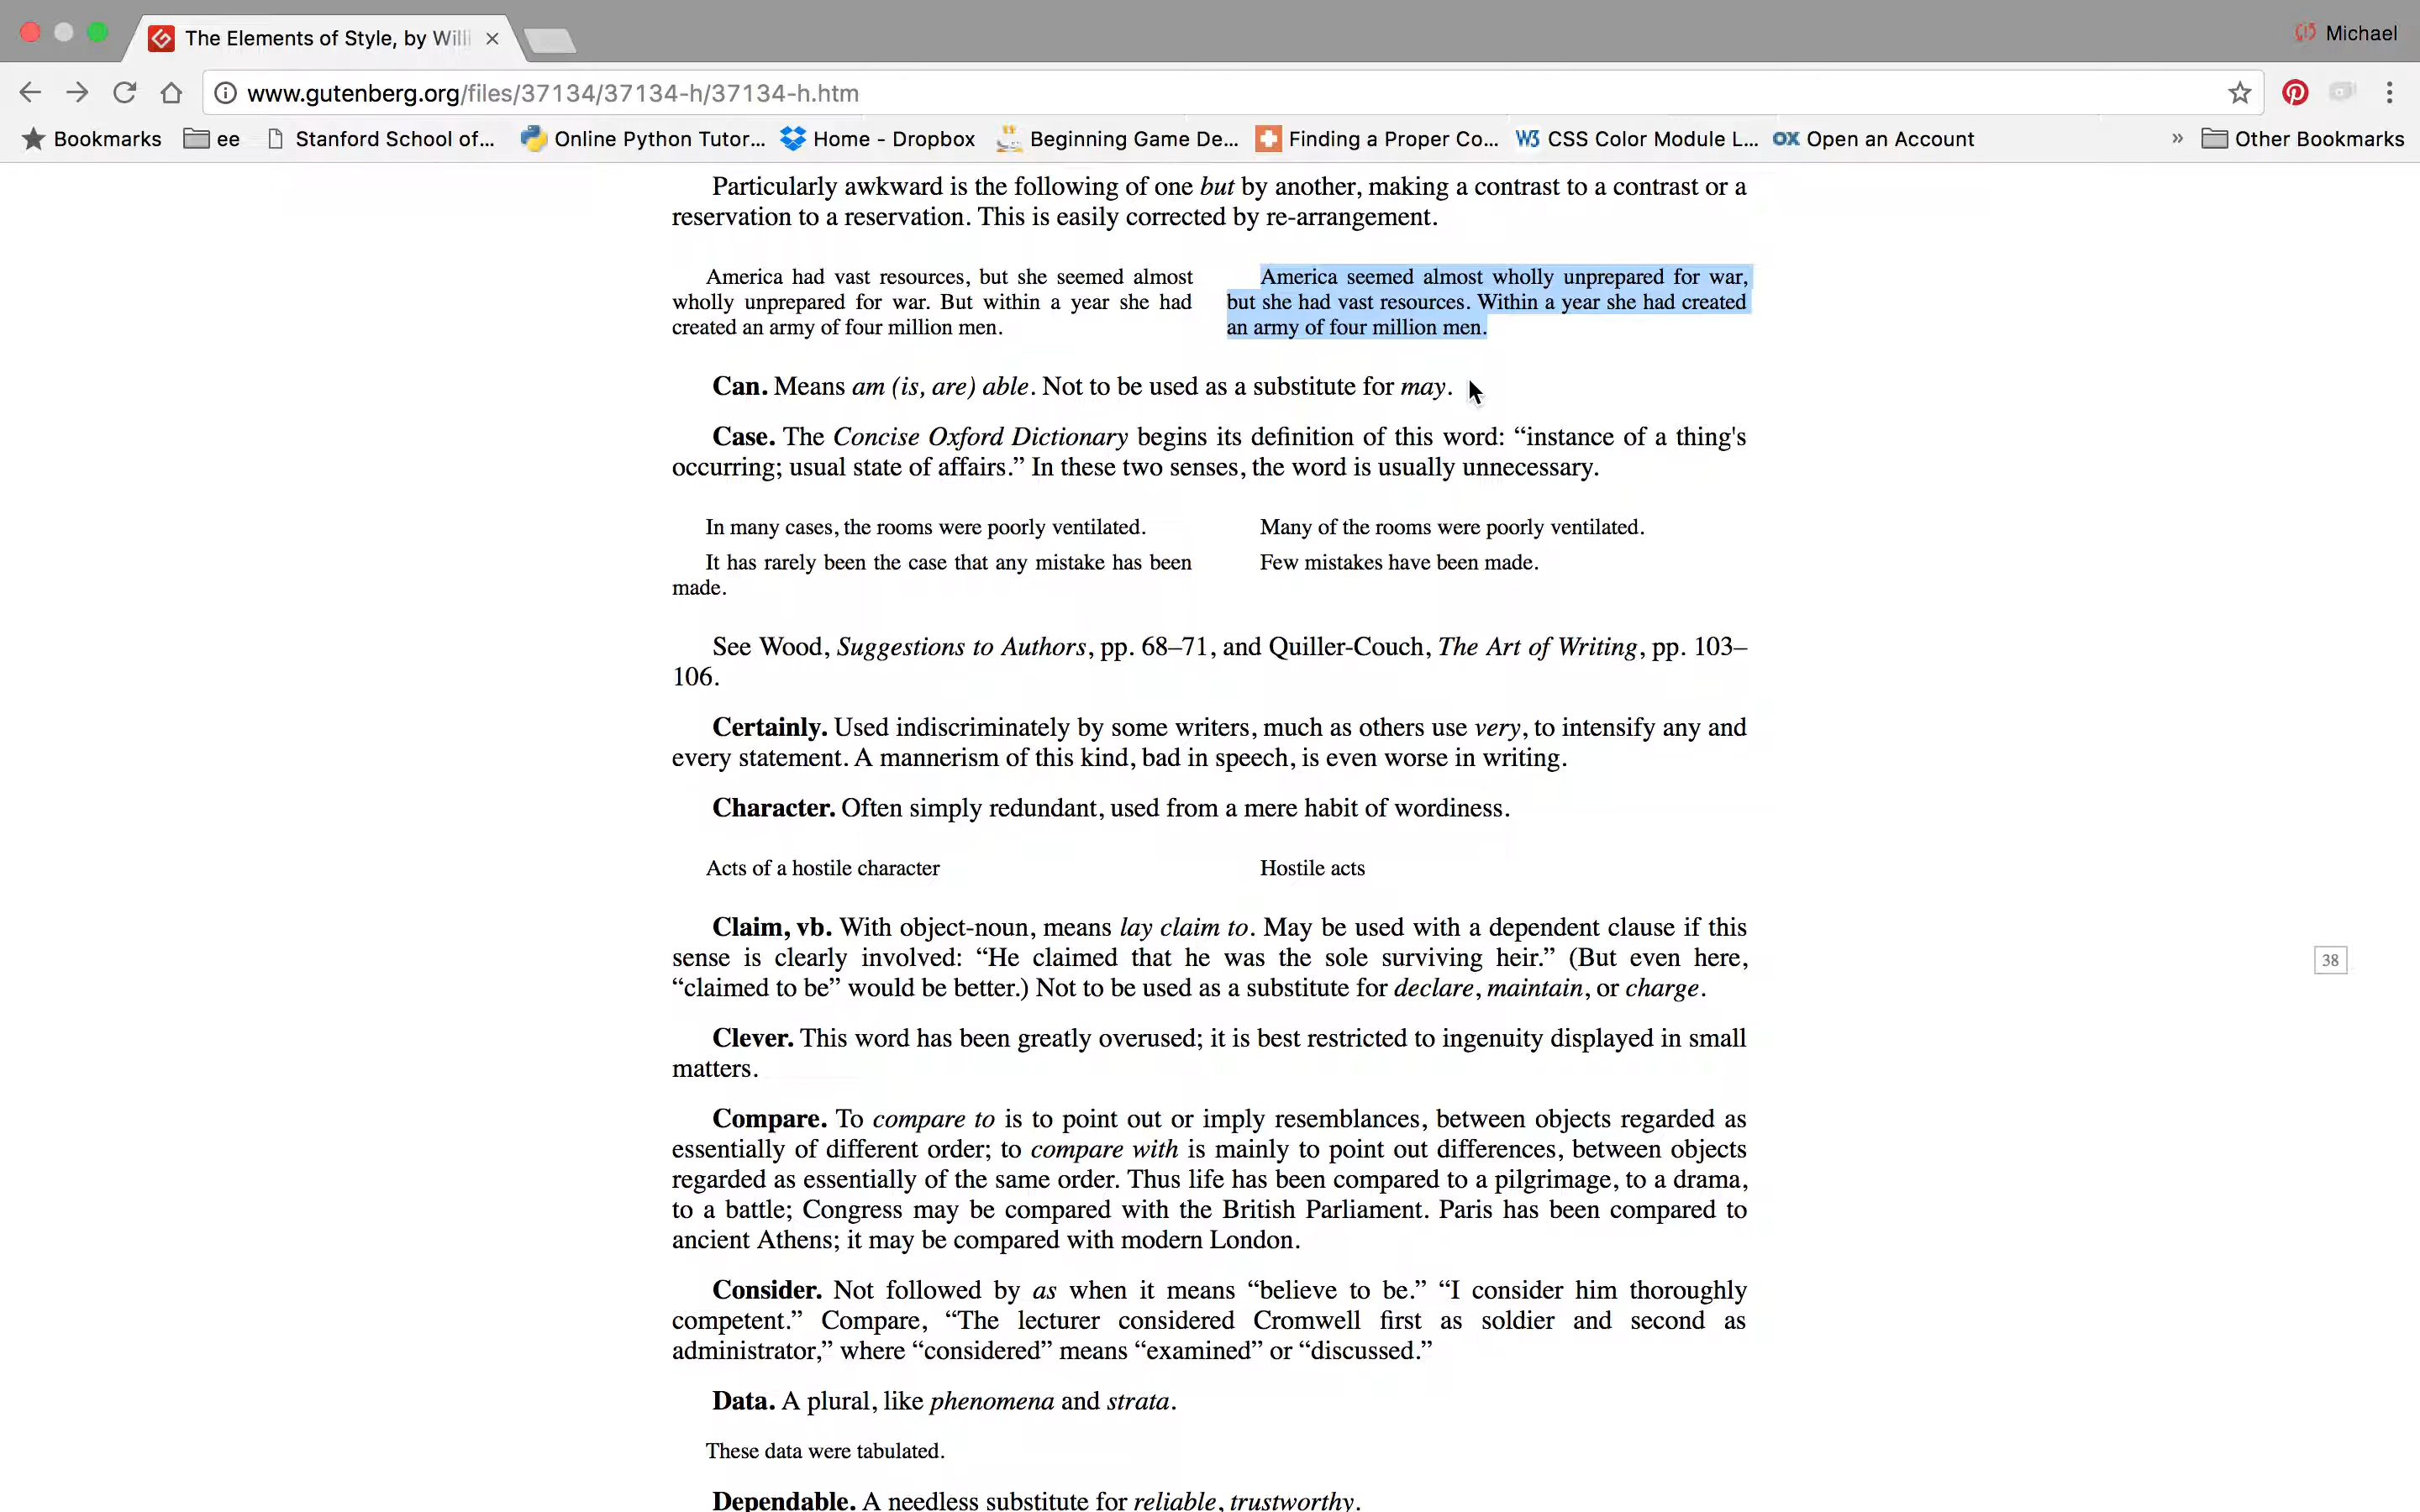 The Elements of Style, by Willi
Michael
www.gutenberg.org/files/37134/37134-h/37134-h.htm
Bookmarks ee Stanford School of... Online Python Tutor... Home - Dropbox Beginning Game De... Finding a Proper Co... W3 CSS Color Module L... OX Open an Account » Other Bookmarks
Particularly awkward is the following of one but by another, making a contrast to a contrast or a
reservation to a reservation. This is easily corrected by re-arrangement.
America had vast resources, but she seemed almost
wholly unprepared for war. But within a year she had
created an army of four million men.
America seemed almost wholly unprepared for war,
but she had vast resources. Within a year she had created
an army of four million men.
Can. Means am (is, are) able. Not to be used as a substitute for may.
Case. The Concise Oxford Dictionary begins its definition of this word: “instance of a thing's
occurring; usual state of affairs.” In these two senses, the word is usually unnecessary.
In many cases, the rooms were poorly ventilated.
Many of the rooms were poorly ventilated.
It has rarely been the case that any mistake has been
made.
Few mistakes have been made.
See Wood, Suggestions to Authors, pp. 68–71, and Quiller-Couch, The Art of Writing, pp. 103–
106.
Certainly. Used indiscriminately by some writers, much as others use very, to intensify any and
every statement. A mannerism of this kind, bad in speech, is even worse in writing.
Character. Often simply redundant, used from a mere habit of wordiness.
Acts of a hostile character
Hostile acts
Claim, vb. With object-noun, means lay claim to. May be used with a dependent clause if this
sense is clearly involved: “He claimed that he was the sole surviving heir.” (But even here,
“claimed to be” would be better.) Not to be used as a substitute for declare, maintain, or charge.
38
Clever. This word has been greatly overused; it is best restricted to ingenuity displayed in small
matters.
Compare. To compare to is to point out or imply resemblances, between objects regarded as
essentially of different order; to compare with is mainly to point out differences, between objects
regarded as essentially of the same order. Thus life has been compared to a pilgrimage, to a drama,
to a battle; Congress may be compared with the British Parliament. Paris has been compared to
ancient Athens; it may be compared with modern London.
Consider. Not followed by as when it means “believe to be.” “I consider him thoroughly
competent.” Compare, “The lecturer considered Cromwell first as soldier and second as
administrator,” where “considered” means “examined” or “discussed.”
Data. A plural, like phenomena and strata.
These data were tabulated.
Dependable. A needless substitute for reliable, trustworthy.